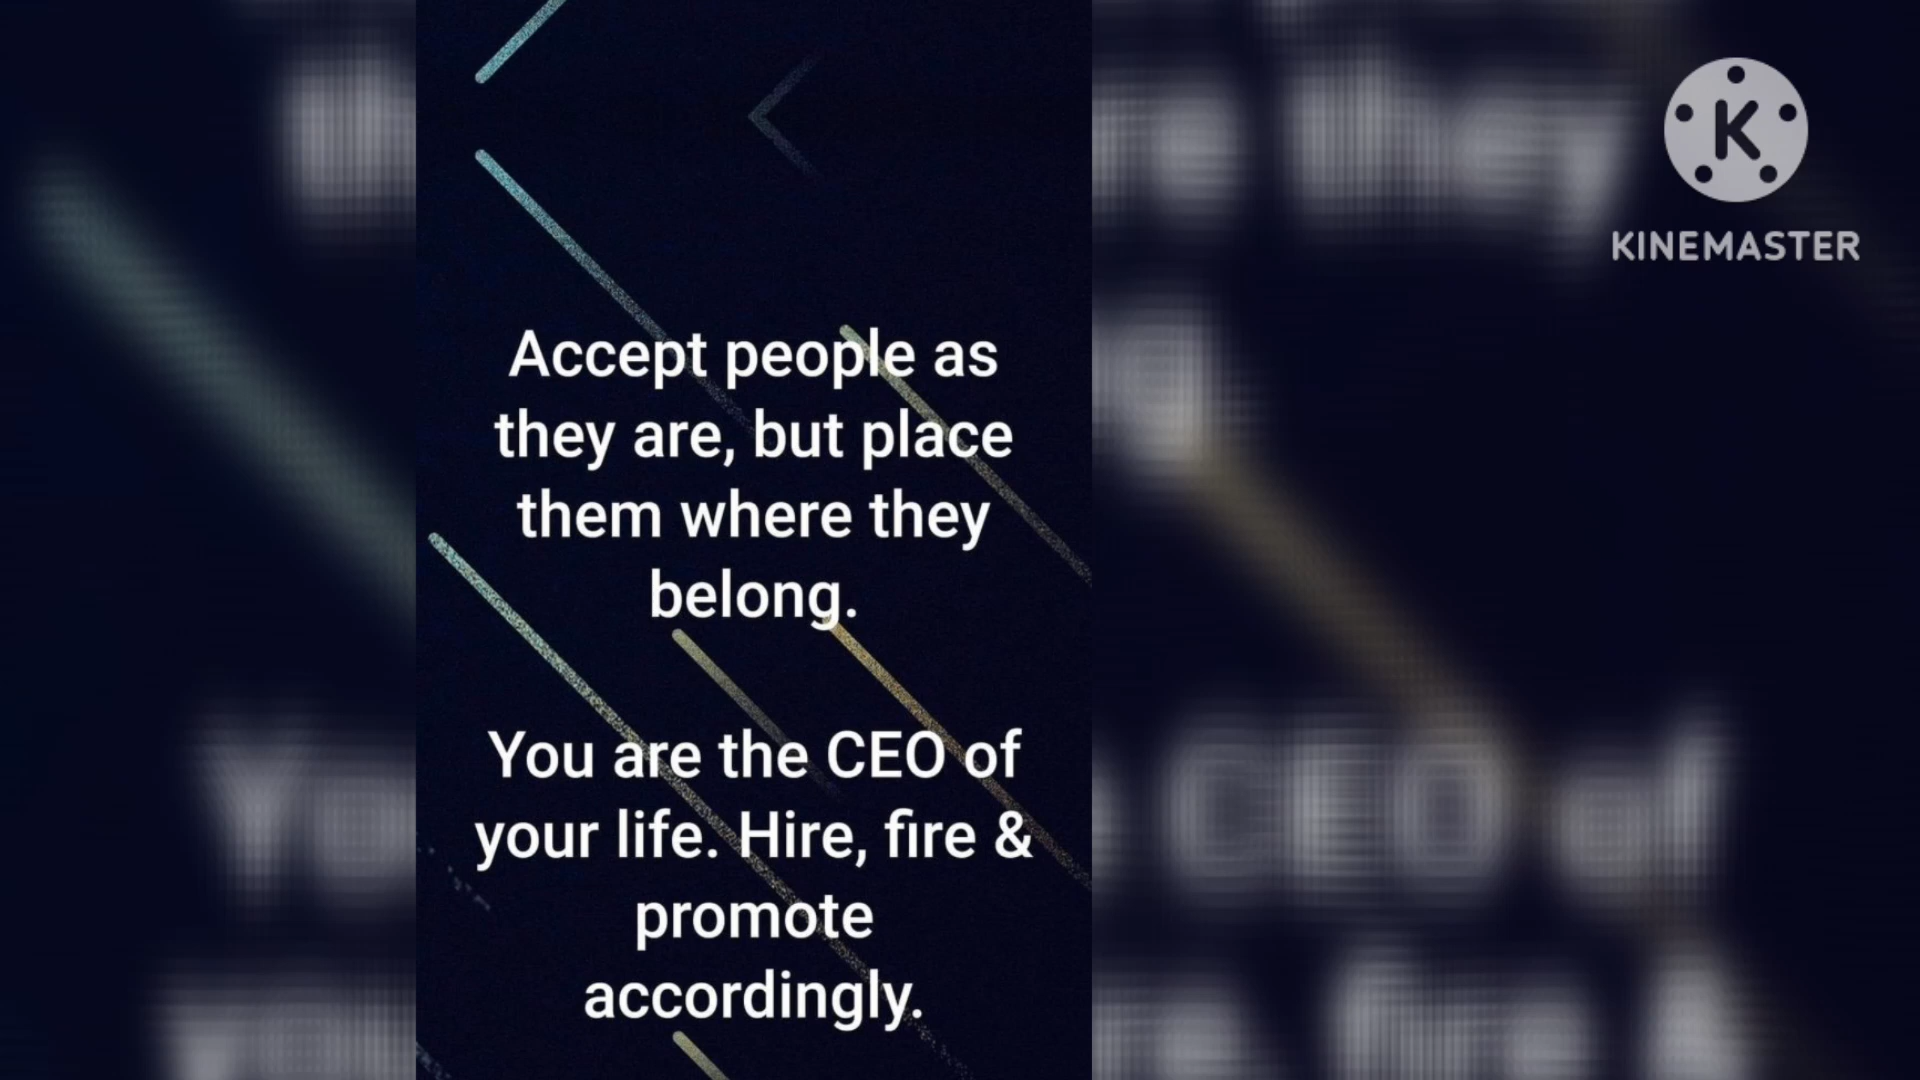 Accept people as
they are, but place
them where they
belong.
You are the CEO of
your life. Hire, fire &
promote
accordingly.
K
KINEMASTER